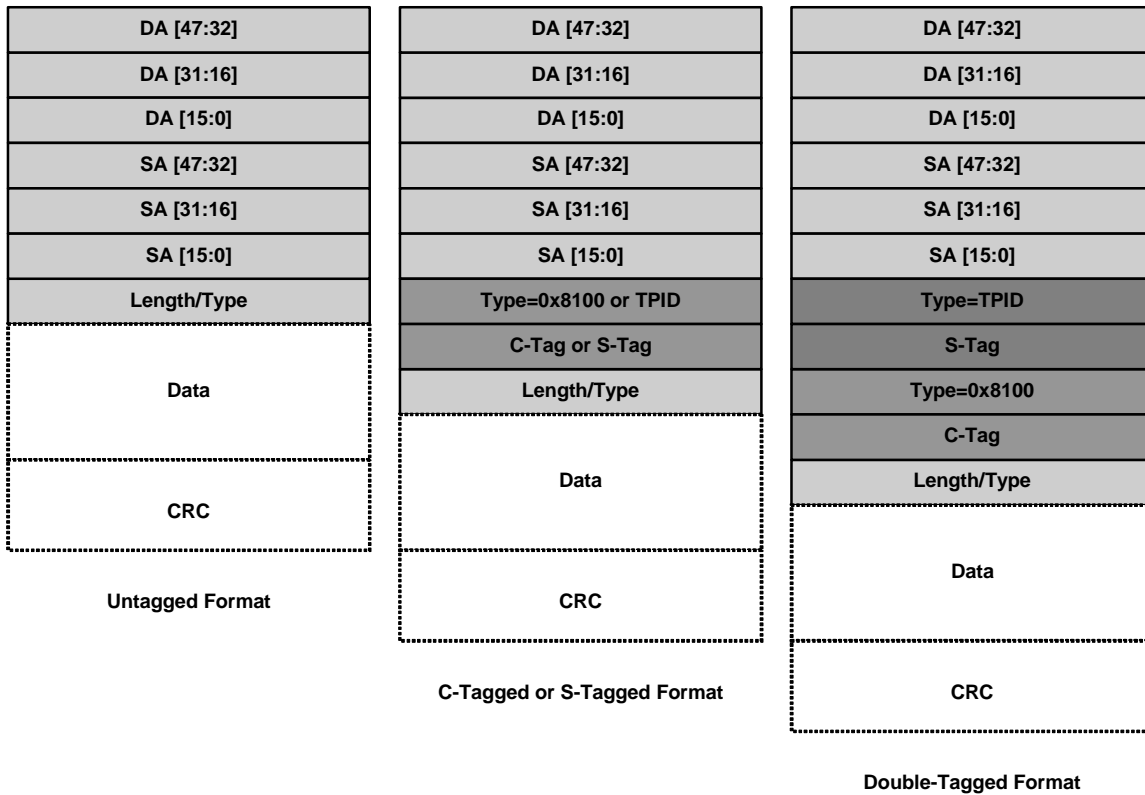 DA [47:32]
DA [31:16]
DA [15:0]
SA [47:32]
SA [31:16]
SA [15:0]
Length/Type
Data
CRC
Untagged Format
DA [47:32]
DA [31:16]
DA [15:0]
SA [47:32]
SA [31:16]
SA [15:0]
Type=0x8100 or TPID
C-Tag or S-Tag
Length/Type
Data
CRC
C-Tagged or S-Tagged Format
DA [47:32]
DA [31:16]
DA [15:0]
SA [47:32]
SA [31:16]
SA [15:0]
Type=TPID
S-Tag
Type=0x8100
C-Tag
Length/Type
Data
CRC
Double-Tagged Format